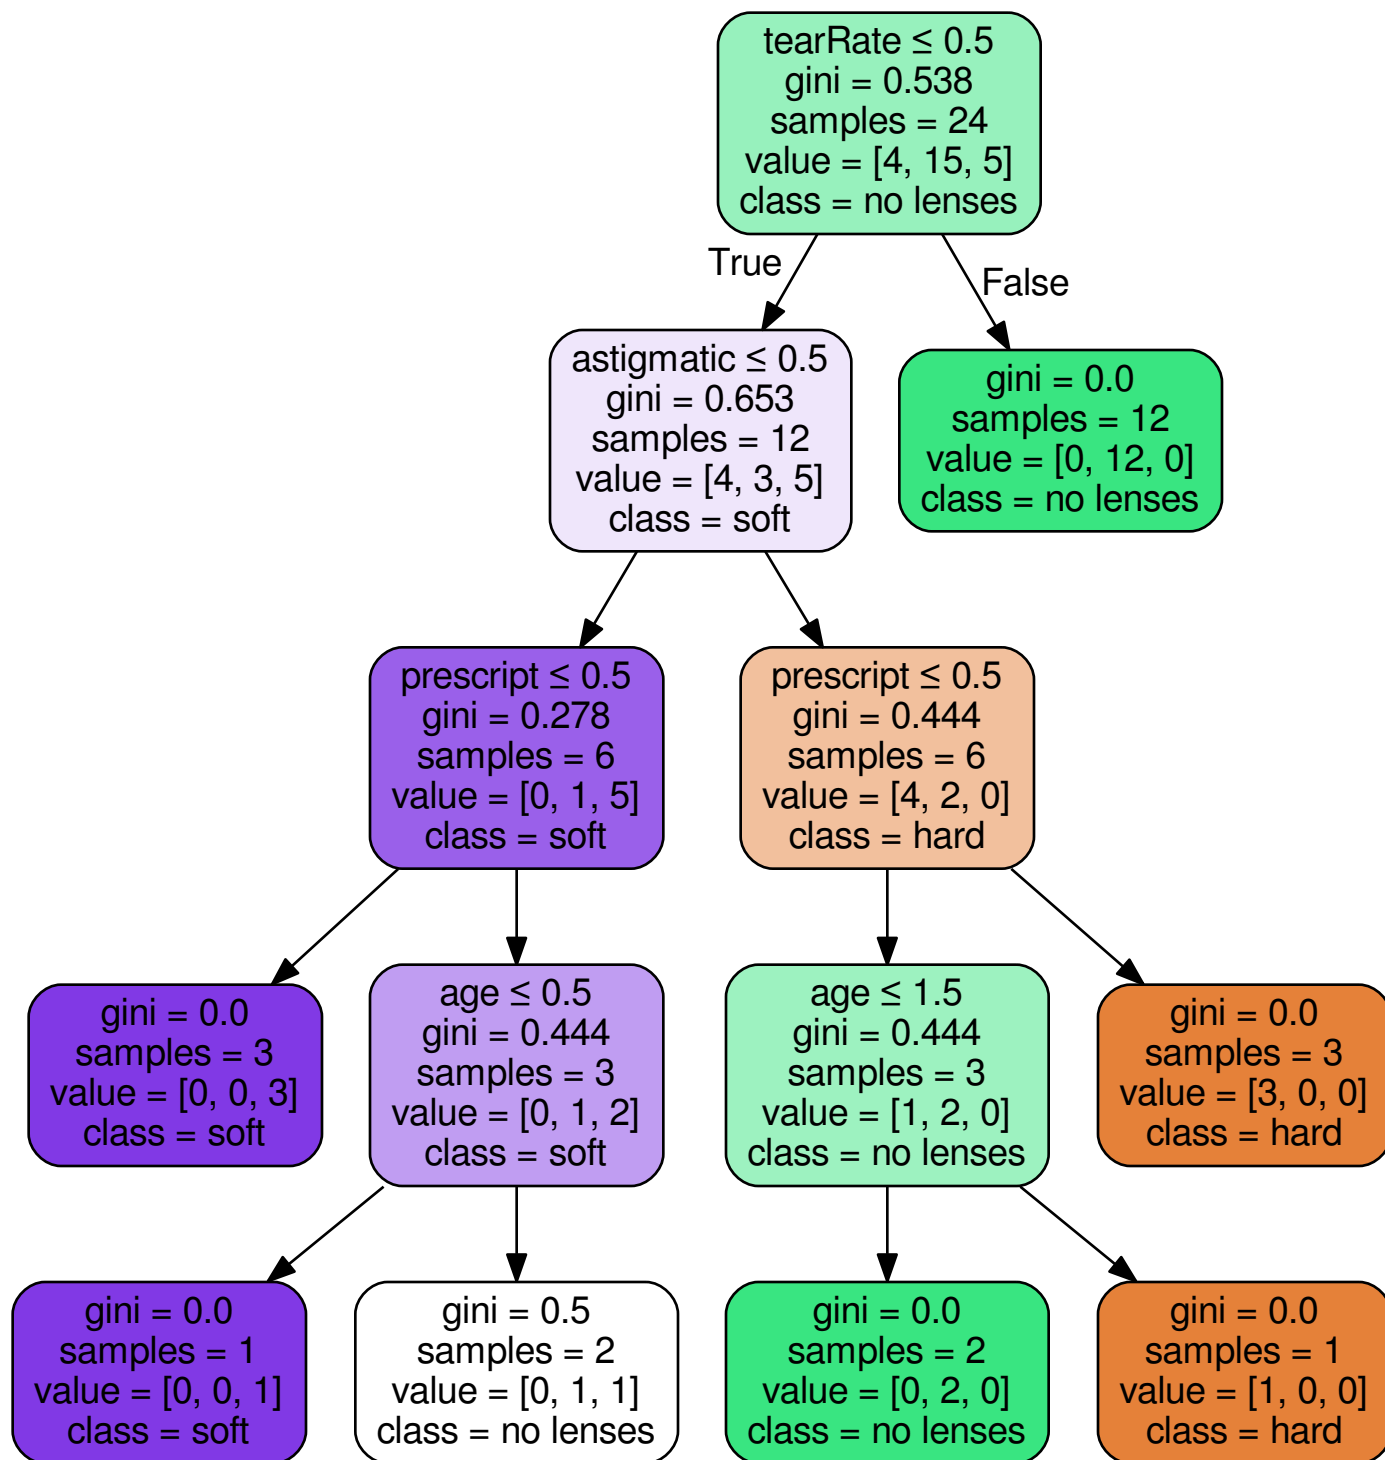 tearRate ≤ 0.5
gini = 0.538
samples = 24
value = [4, 15, 5]
class = no lenses
True
False
astigmatic ≤ 0.5
gini = 0.653
samples = 12
value = [4, 3, 5]
class = soft
gini = 0.0
samples = 12
value = [0, 12, 0]
class = no lenses
prescript ≤ 0.5
gini = 0.278
samples = 6
value = [0, 1, 5]
class = soft
prescript ≤ 0.5
gini = 0.444
samples = 6
value = [4, 2, 0]
class = hard
gini = 0.0
samples = 3
value = [0, 0, 3]
class = soft
age ≤ 0.5
gini = 0.444
samples = 3
value = [0, 1, 2]
class = soft
age ≤ 1.5
gini = 0.444
samples = 3
value = [1, 2, 0]
class = no lenses
gini = 0.0
samples = 3
value = [3, 0, 0]
class = hard
gini = 0.0
samples = 1
value = [0, 0, 1]
class = soft
gini = 0.5
samples = 2
value = [0, 1, 1]
class = no lenses
gini = 0.0
samples = 2
value = [0, 2, 0]
class = no lenses
gini = 0.0
samples = 1
value = [1, 0, 0]
class = hard